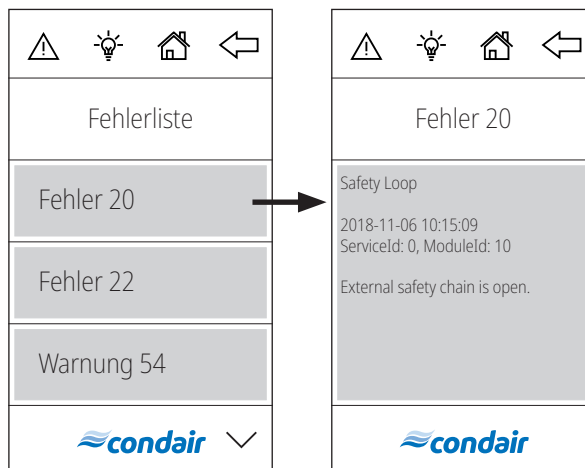 Fehlerliste
Fehler 20
Fehler 22
Warnung 54
condair
Fehler 20
Safety Loop
2018-11-06 10:15:09
ServiceId: 0, ModuleId: 10
External safety chain is open.
condair